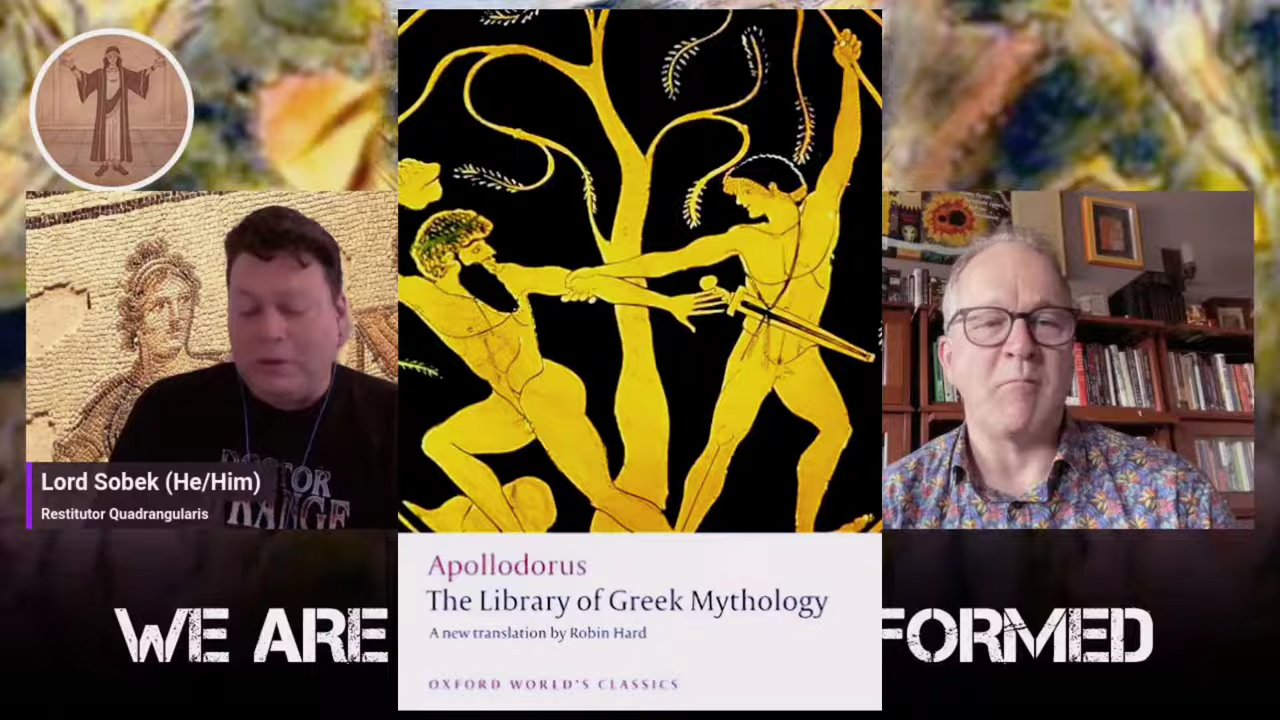 Lord Sobek (He/Him)
Restitutor Quadrangularis
WE ARE
FORMED
Apollodorus
The Library of Greek Mythology
A new translation by Robin Hard
OXFORD WORLD'S CLASSICS